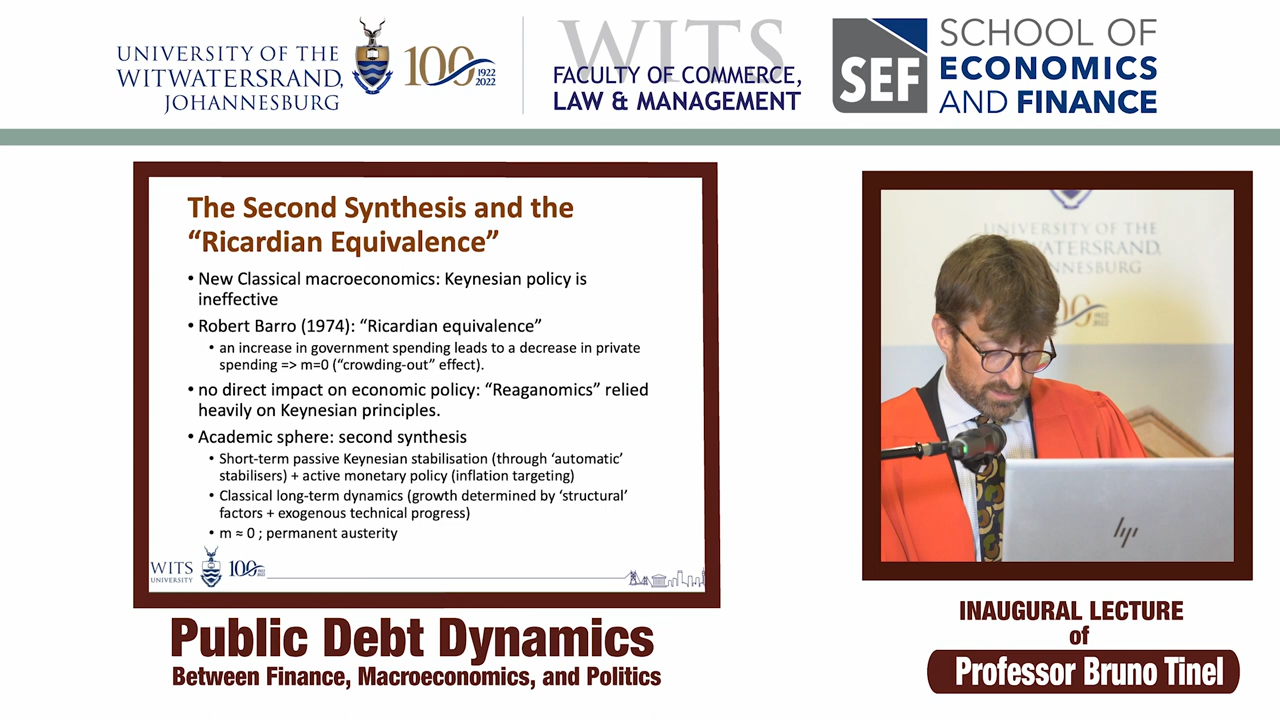 UNIVERSITY OF THE
WITWATERSRAND,
JOHANNESBURG
100 1922
2022
WITS
FACULTY OF COMMERCE,
LAW & MANAGEMENT
SEF
SCHOOL OF
ECONOMICS
AND FINANCE
The Second Synthesis and the
“Ricardian Equivalence”
• New Classical macroeconomics: Keynesian policy is
ineffective
• Robert Barro (1974): “Ricardian equivalence”
• an increase in government spending leads to a decrease in private
spending => m=0 (“crowding-out” effect).
• no direct impact on economic policy: “Reaganomics” relied
heavily on Keynesian principles.
• Academic sphere: second synthesis
• Short-term passive Keynesian stabilisation (through ‘automatic’
stabilisers) + active monetary policy (inflation targeting)
• Classical long-term dynamics (growth determined by ‘structural’
factors + exogenous technical progress)
• m ≈ 0 ; permanent austerity
WITS
UNIVERSITY
100
UNIVERSITY OF THE
WATERSRAND,
NNESBURG
hp
Public Debt Dynamics
Between Finance, Macroeconomics, and Politics
INAUGURAL LECTURE
of
Professor Bruno Tinel